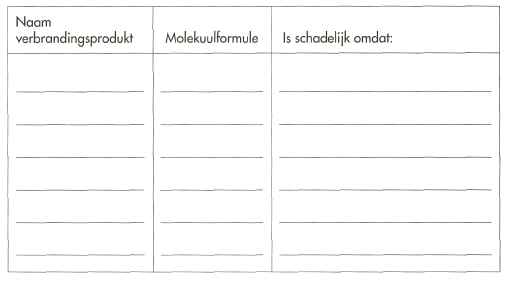 Naam
verbrandingsprodukt
Molekuulformule
Is schadelijk omdat: